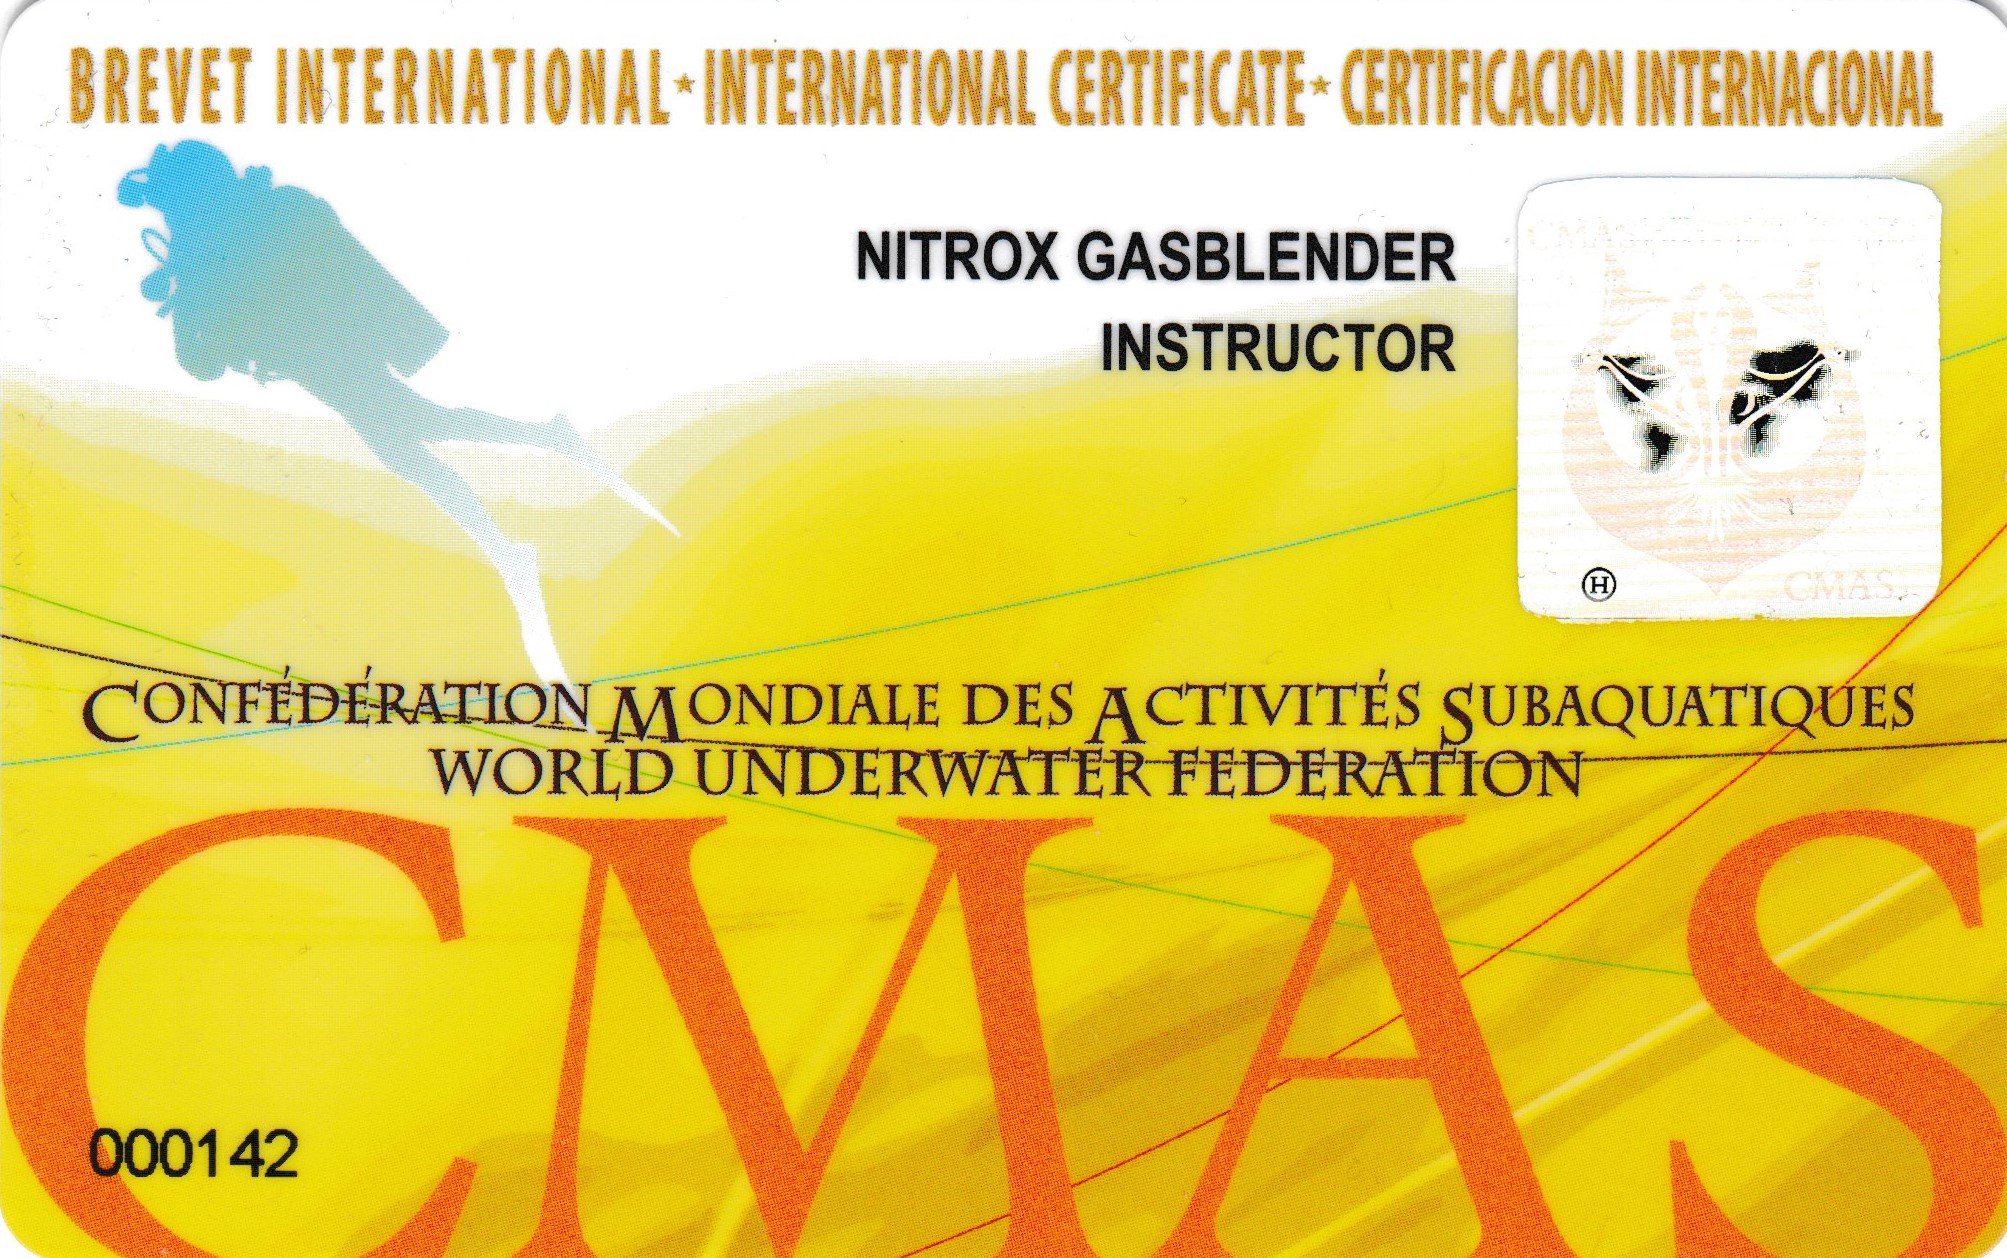 BREVET INTERNATIONAL★INTERNATIONAL CERTIFICATE★CERTIFICACION INTERNACIONAL
NITROX GASBLENDER
INSTRUCTOR
CMAS
Ⓗ
CMAS
CONFÉDÉRATION MONDIALE DES ACTIVITÉS SUBAQUATIQUES
WORLD UNDERWATER FEDERATION
CMAS
000142